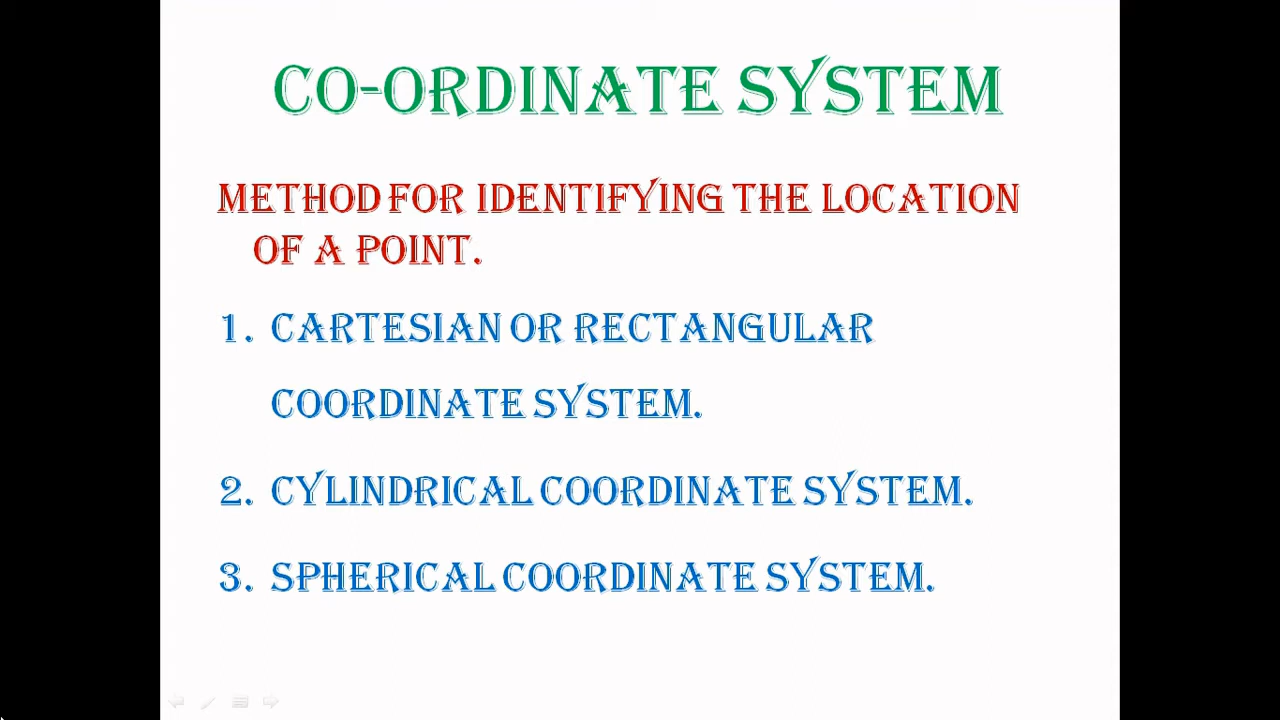 CO-ORDINATE SYSTEM
METHOD FOR IDENTIFYING THE LOCATION
OF A POINT.
1. CARTESIAN OR RECTANGULAR
COORDINATE SYSTEM.
2. CYLINDRICAL COORDINATE SYSTEM.
3. SPHERICAL COORDINATE SYSTEM.